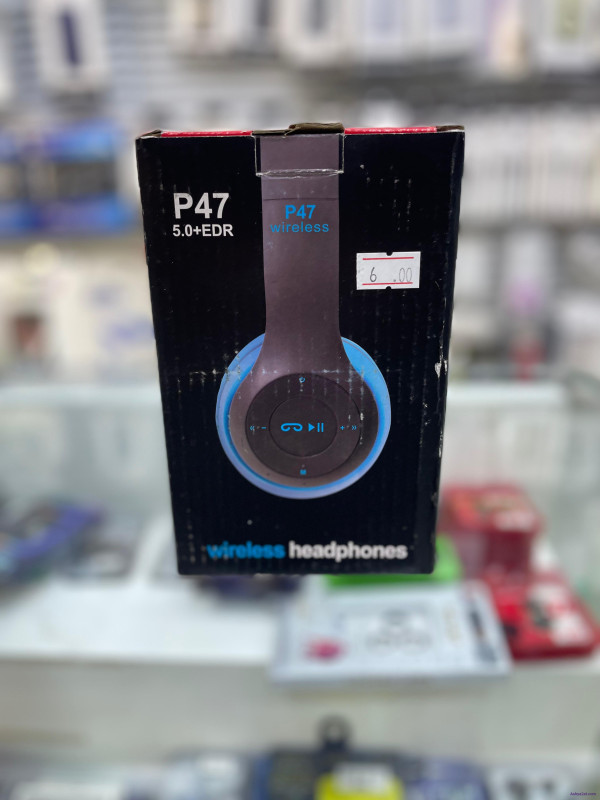 P47
5.0+EDR
P47
wireless
6 .00
wireless headphones